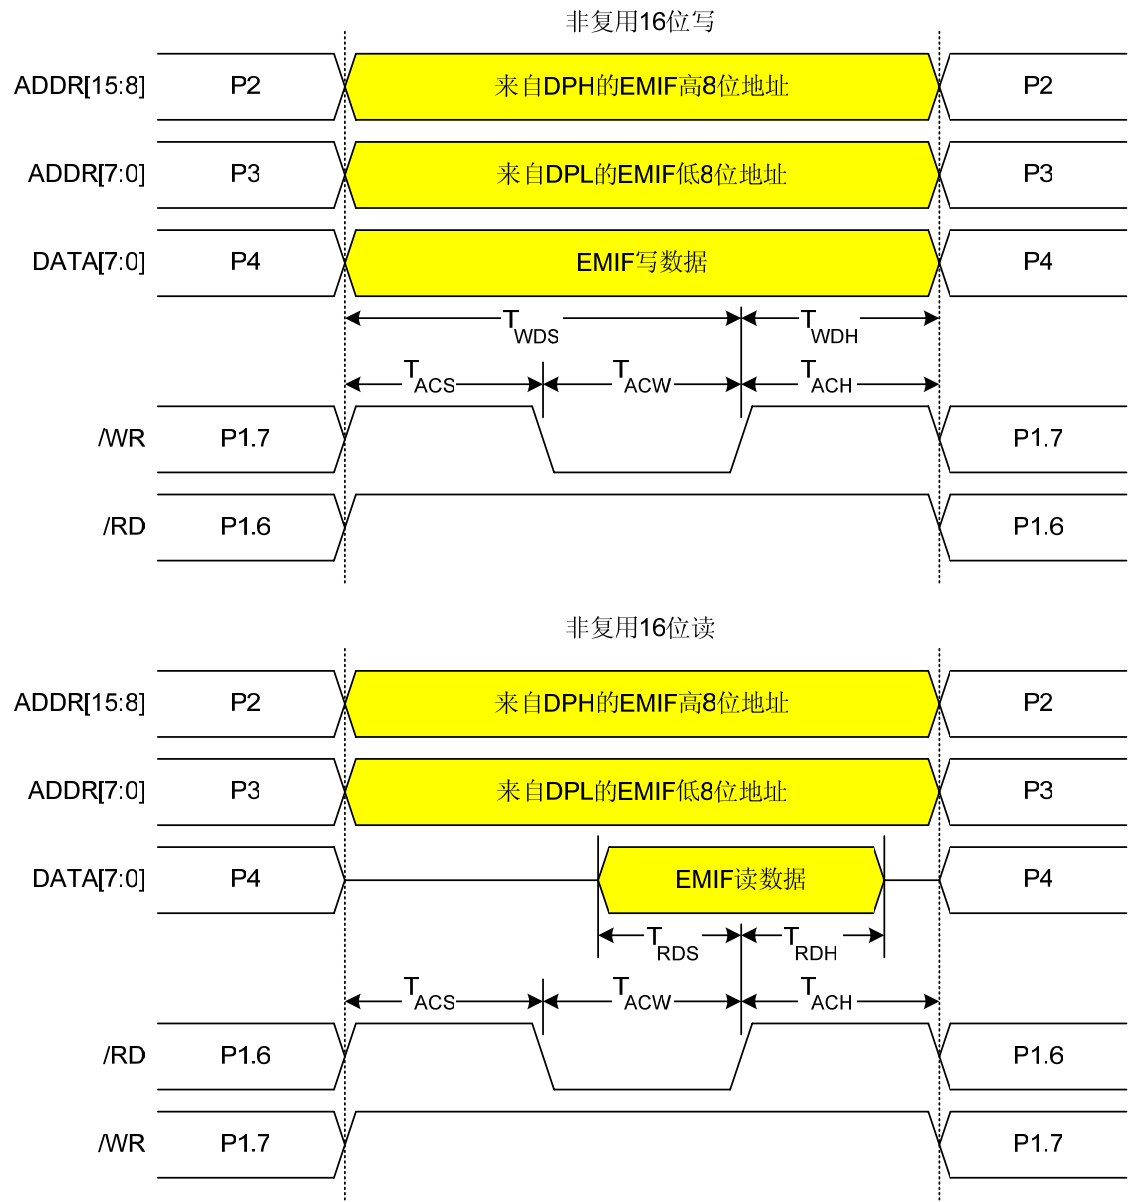 非复用16位写
ADDR[15:8] P2 来自DPH的EMIF高8位地址 P2
ADDR[7:0] P3 来自DPL的EMIF低8位地址 P3
DATA[7:0] P4 EMIF写数据 P4
TWDS TWDH
TACS TACW TACH
/WR P1.7 P1.7
/RD P1.6 P1.6
非复用16位读
ADDR[15:8] P2 来自DPH的EMIF高8位地址 P2
ADDR[7:0] P3 来自DPL的EMIF低8位地址 P3
DATA[7:0] P4 EMIF读数据 P4
TRDS TRDH
TACS TACW TACH
/RD P1.6 P1.6
/WR P1.7 P1.7